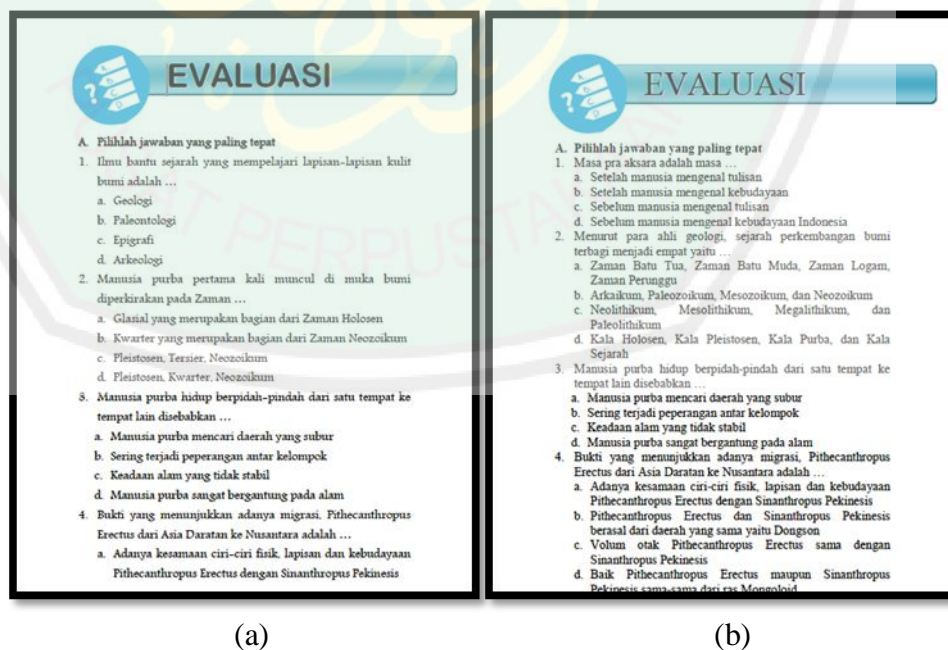 EVALUASI
A. Pilihlah jawaban yang paling tepat
1. Ilmu bantu sejarah yang mempelajari lapisan-lapisan kulit
bumi adalah …
a. Geologi
b. Paleontologi
c. Epigrafi
d. Arkeologi
2. Manusia purba pertama kali muncul di muka bumi
diperkirakan pada Zaman …
a. Glasial yang merupakan bagian dari Zaman Holosen
b. Kwarter yang merupakan bagian dari Zaman Neozoikum
c. Pleistosen, Tersier, Neozoikum
d. Pleistosen, Kwarter, Neozoikum
3. Manusia purba hidup berpidah-pindah dari satu tempat ke
tempat lain disebabkan …
a. Manusia purba mencari daerah yang subur
b. Sering terjadi peperangan antar kelompok
c. Keadaan alam yang tidak stabil
d. Manusia purba sangat bergantung pada alam
4. Bukti yang menunjukkan adanya migrasi, Pithecanthropus
Erectus dari Asia Daratan ke Nusantara adalah …
a. Adanya kesamaan ciri-ciri fisik, lapisan dan kebudayaan
Pithecanthropus Erectus dengan Sinanthropus Pekinesis
(a)
EVALUASI
A. Pilihlah jawaban yang paling tepat
1. Masa pra aksara adalah masa …
a. Setelah manusia mengenal tulisan
b. Setelah manusia mengenal kebudayaan
c. Sebelum manusia mengenal tulisan
d. Sebelum manusia mengenal kebudayaan Indonesia
2. Menurut para ahli geologi, sejarah perkembangan bumi
terbagi menjadi empat yaitu …
a. Zaman Batu Tua, Zaman Batu Muda, Zaman Logam,
Zaman Perunggu
b. Arkaikum, Paleozoikum, Mesozoikum, dan Neozoikum
c. Neolithikum, Mesolithikum, Megalithikum, dan
Paleolithikum
d. Kala Holosen, Kala Pleistosen, Kala Purba, dan Kala
Sejarah
3. Manusia purba hidup berpidah-pindah dari satu tempat ke
tempat lain disebabkan …
a. Manusia purba mencari daerah yang subur
b. Sering terjadi peperangan antar kelompok
c. Keadaan alam yang tidak stabil
d. Manusia purba sangat bergantung pada alam
4. Bukti yang menunjukkan adanya migrasi, Pithecanthropus
Erectus dari Asia Daratan ke Nusantara adalah …
a. Adanya kesamaan ciri-ciri fisik, lapisan dan kebudayaan
Pithecanthropus Erectus dengan Sinanthropus Pekinesis
b. Pithecanthropus Erectus dan Sinanthropus Pekinesis
berasal dari daerah yang sama yaitu Dongson
c. Volum otak Pithecanthropus Erectus sama dengan
Sinanthropus Pekinesis
d. Baik Pithecanthropus Erectus maupun Sinanthropus
Pekinesis sama-sama dari ras Mongoloid
(b)